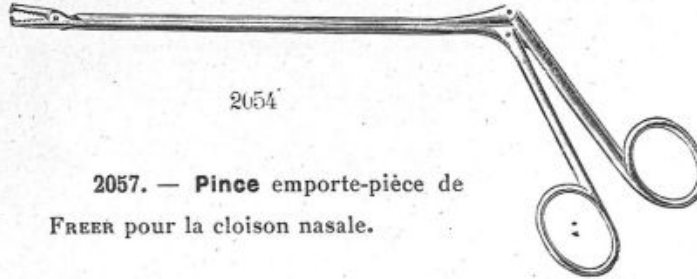 2054
2057. — Pince emporte-pièce de
FREER pour la cloison nasale.